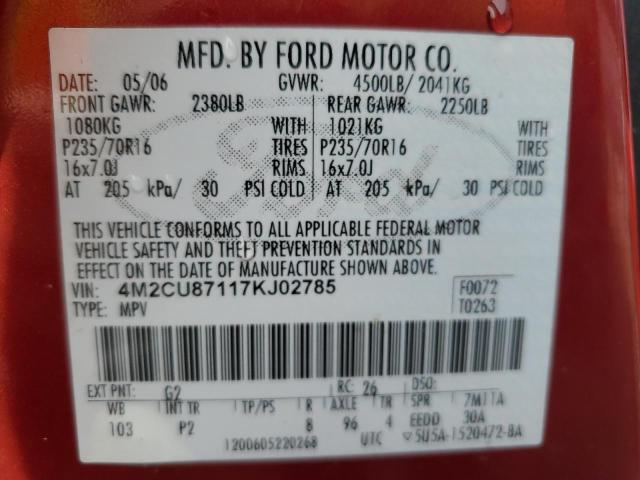 MFD. BY FORD MOTOR CO.
DATE: 05/06 GVWR: 4500LB/ 2041KG
FRONT GAWR: 2380LB REAR GAWR: 2250LB
1080KG WITH 1021KG WITH
P235/70R16 TIRES P235/70R16 TIRES
16x7.0J RIMS 16x7.0J RIMS
AT 205 kPa/ 30 PSI COLD AT 205 kPa/ 30 PSI COLD
THIS VEHICLE CONFORMS TO ALL APPLICABLE FEDERAL MOTOR
VEHICLE SAFETY AND THEFT PREVENTION STANDARDS IN
EFFECT ON THE DATE OF MANUFACTURE SHOWN ABOVE.
VIN: 4M2CU87117KJ02785 F0072
TYPE: MPV T0263
EXT PNT: G2 RC: 26 DSO:
WB INT TR TP/PS R AXLE TR SPR 7M11A
103 P2 8 96 4 EEDD 30A
1200605220268 UTC ▽5U5A-1520472-BA
Ford